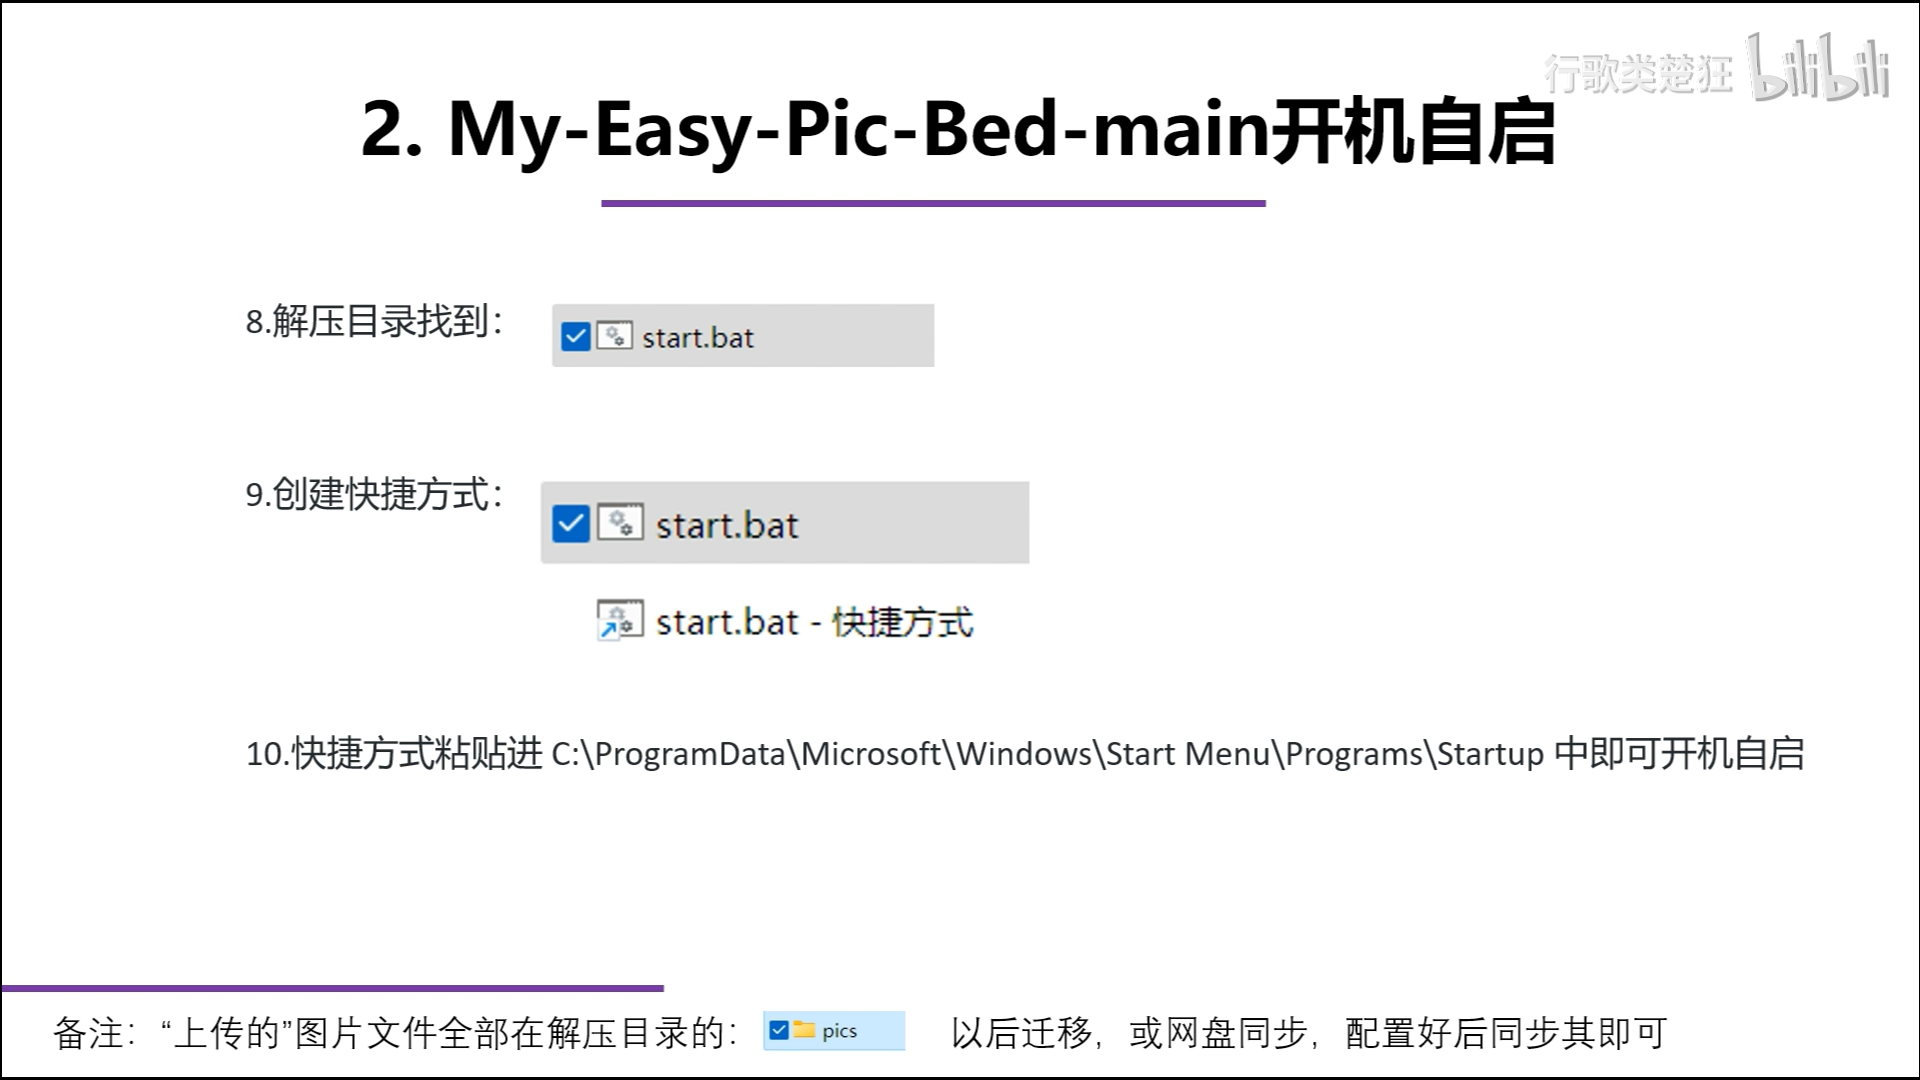 行歌类楚狂 bilibili
2. My-Easy-Pic-Bed-main开机自启
8.解压目录找到： start.bat
9.创建快捷方式： start.bat
start.bat - 快捷方式
10.快捷方式粘贴进 C:\ProgramData\Microsoft\Windows\Start Menu\Programs\Startup 中即可开机自启
备注：“上传的”图片文件全部在解压目录的： pics 以后迁移，或网盘同步，配置好后同步其即可